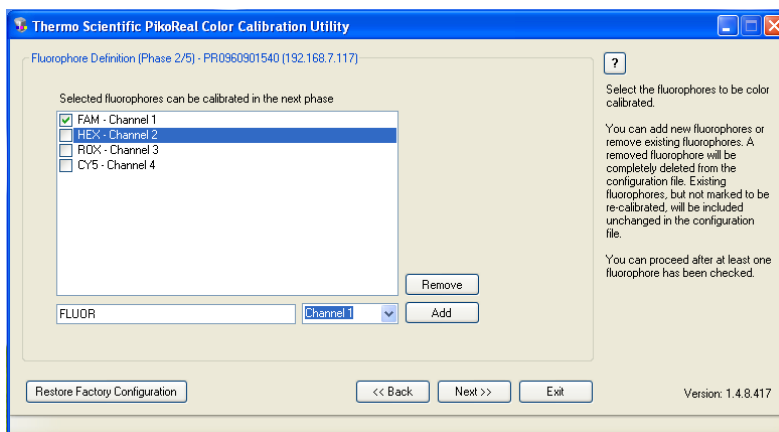 Thermo Scientific PikoReal Color Calibration Utility
Fluorophore Definition (Phase 2/5) - PR0960901540 (192.168.7.117)
Selected fluorophores can be calibrated in the next phase
FAM - Channel 1
HEX - Channel 2
ROX - Channel 3
CY5 - Channel 4
Remove
FLUOR
Channel 1
Add
?
Select the fluorophores to be color
calibrated.
You can add new fluorophores or
remove existing fluorophores. A
removed fluorophore will be
completely deleted from the
configuration file. Existing
fluorophores, but not marked to be
re-calibrated, will be included
unchanged in the configuration
file.
You can proceed after at least one
fluorophore has been checked.
Restore Factory Configuration
<< Back
Next >>
Exit
Version: 1.4.8.417